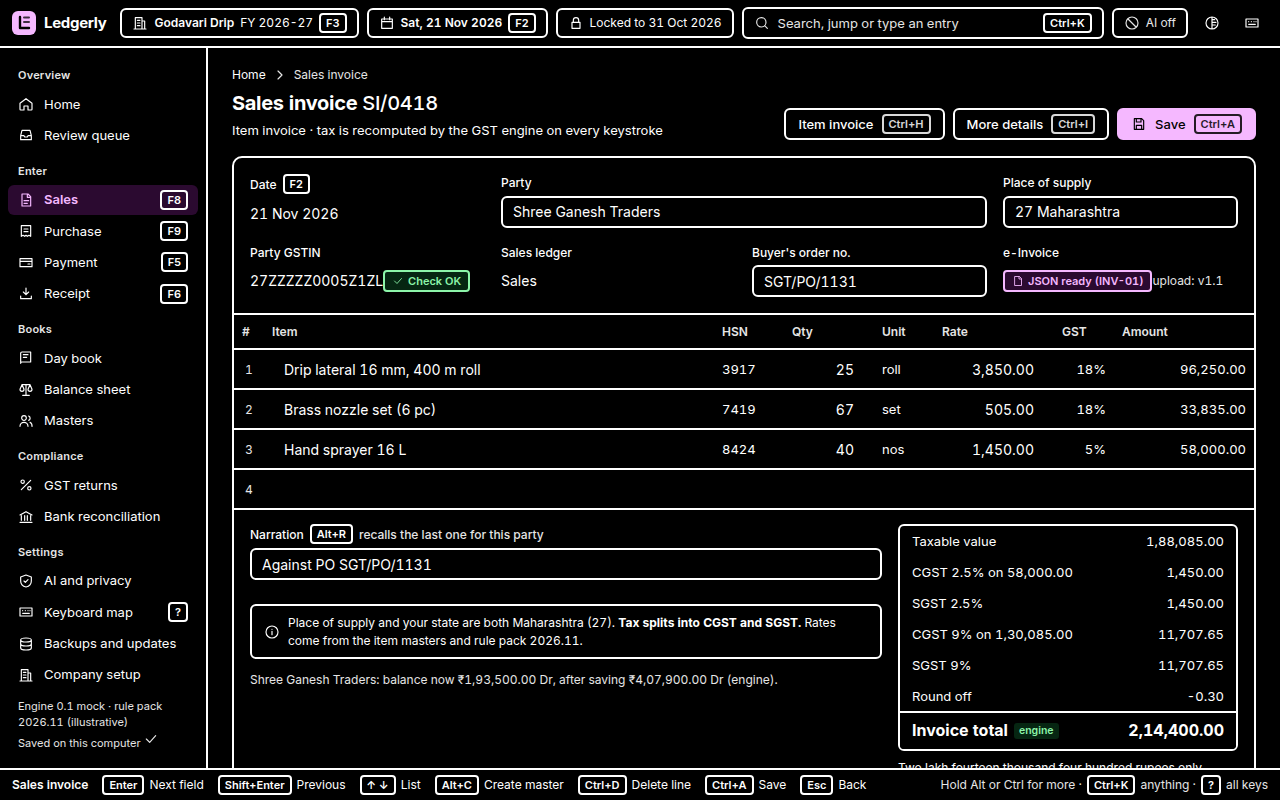 Ledgerly
Godavari Drip FY 2026-27 F3
Sat, 21 Nov 2026 F2
Locked to 31 Oct 2026
Search, jump or type an entry Ctrl+K
AI off
Overview
Home
Review queue
Enter
Sales F8
Purchase F9
Payment F5
Receipt F6
Books
Day book
Balance sheet
Masters
Compliance
GST returns
Bank reconciliation
Settings
AI and privacy
Keyboard map ?
Backups and updates
Company setup
Engine 0.1 mock · rule pack
2026.11 (illustrative)
Saved on this computer
Home > Sales invoice
Sales invoice SI/0418
Item invoice · tax is recomputed by the GST engine on every keystroke
Item invoice Ctrl+H
More details Ctrl+I
Save Ctrl+A
Date F2
21 Nov 2026
Party
Shree Ganesh Traders
Place of supply
27 Maharashtra
Party GSTIN
27ZZZZZ0005Z1ZL Check OK
Sales ledger
Sales
Buyer's order no.
SGT/PO/1131
e-Invoice
JSON ready (INV-01) upload: v1.1
# Item HSN Qty Unit Rate GST Amount
1 Drip lateral 16 mm, 400 m roll 3917 25 roll 3,850.00 18% 96,250.00
2 Brass nozzle set (6 pc) 7419 67 set 505.00 18% 33,835.00
3 Hand sprayer 16 L 8424 40 nos 1,450.00 5% 58,000.00
4
Narration Alt+R recalls the last one for this party
Against PO SGT/PO/1131
Place of supply and your state are both Maharashtra (27). Tax splits into CGST and SGST. Rates
come from the item masters and rule pack 2026.11.
Shree Ganesh Traders: balance now ₹1,93,500.00 Dr, after saving ₹4,07,900.00 Dr (engine).
Taxable value 1,88,085.00
CGST 2.5% on 58,000.00 1,450.00
SGST 2.5% 1,450.00
CGST 9% on 1,30,085.00 11,707.65
SGST 9% 11,707.65
Round off -0.30
Invoice total engine 2,14,400.00
Two lakh fourteen thousand four hundred rupees only
Sales invoice Enter Next field Shift+Enter Previous ↑↓ List Alt+C Create master Ctrl+D Delete line Ctrl+A Save Esc Back
Hold Alt or Ctrl for more · Ctrl+K anything · ? all keys